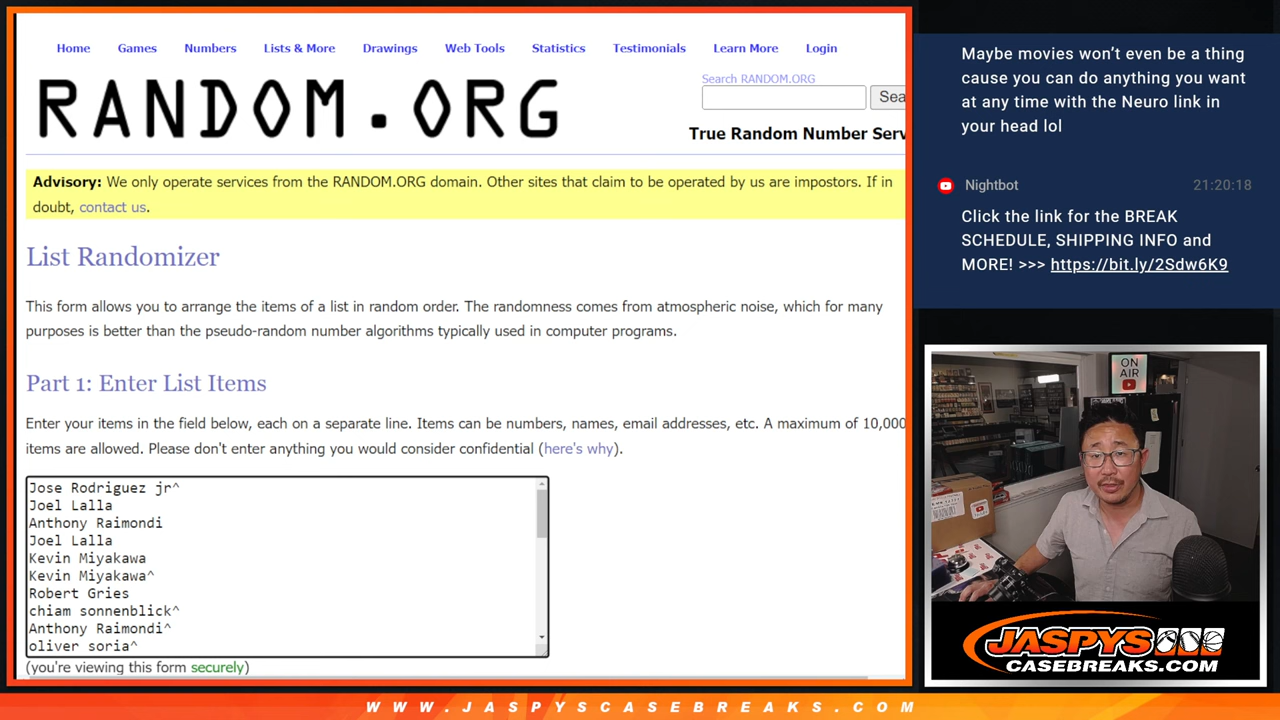 Home Games Numbers Lists & More Drawings Web Tools Statistics Testimonials Learn More Login
RANDOM.ORG
Search RANDOM.ORG
Sea
True Random Number Serv
Advisory: We only operate services from the RANDOM.ORG domain. Other sites that claim to be operated by us are impostors. If in
doubt, contact us.
List Randomizer
This form allows you to arrange the items of a list in random order. The randomness comes from atmospheric noise, which for many
purposes is better than the pseudo-random number algorithms typically used in computer programs.
Part 1: Enter List Items
Enter your items in the field below, each on a separate line. Items can be numbers, names, email addresses, etc. A maximum of 10,000
items are allowed. Please don't enter anything you would consider confidential (here's why).
Jose Rodriguez jr^
Joel Lalla
Anthony Raimondi
Joel Lalla
Kevin Miyakawa
Kevin Miyakawa^
Robert Gries
chiam sonnenblick^
Anthony Raimondi^
oliver soria^
(you're viewing this form securely)
Maybe movies won't even be a thing
cause you can do anything you want
at any time with the Neuro link in
your head lol
Nightbot 21:20:18
Click the link for the BREAK
SCHEDULE, SHIPPING INFO and
MORE! >>> https://bit.ly/2Sdw6K9
ON
AIR
JASPYS
CASEBREAKS.COM
WWW.JASPYSCASEBREAKS.COM